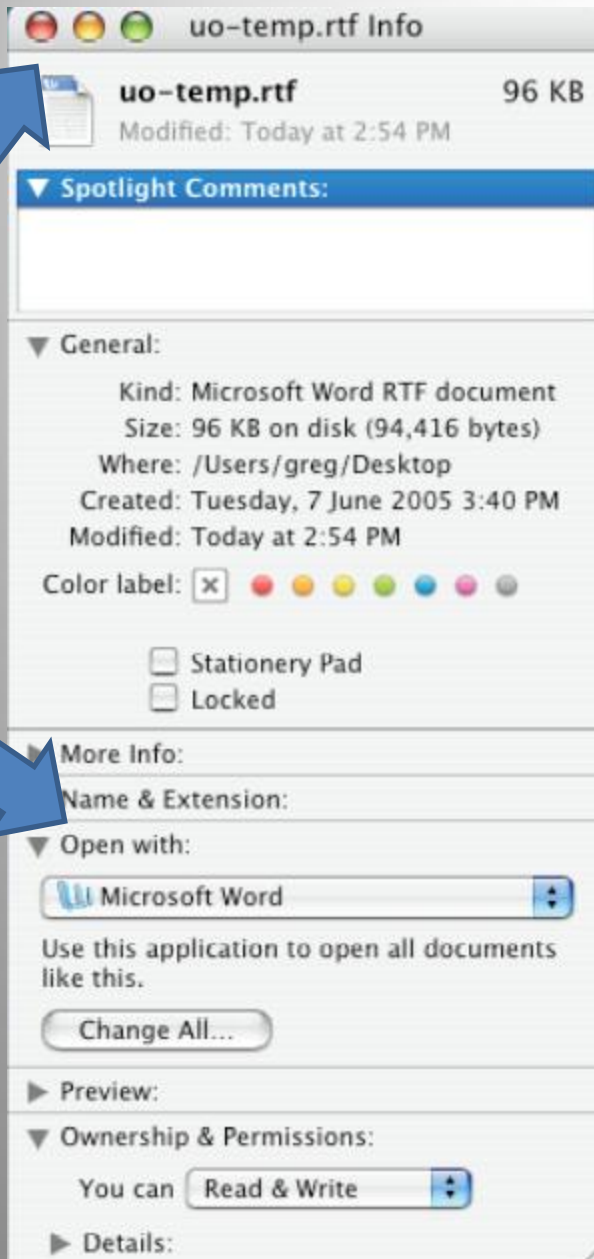 uo-temp.rtf Info
uo-temp.rtf 96 KB
Modified: Today at 2:54 PM
Spotlight Comments:
General:
Kind: Microsoft Word RTF document
Size: 96 KB on disk (94,416 bytes)
Where: /Users/greg/Desktop
Created: Tuesday, 7 June 2005 3:40 PM
Modified: Today at 2:54 PM
Color label:
Stationery Pad
Locked
More Info:
Name & Extension:
Open with:
Microsoft Word
Use this application to open all documents
like this.
Change All...
Preview:
Ownership & Permissions:
You can Read & Write
Details: